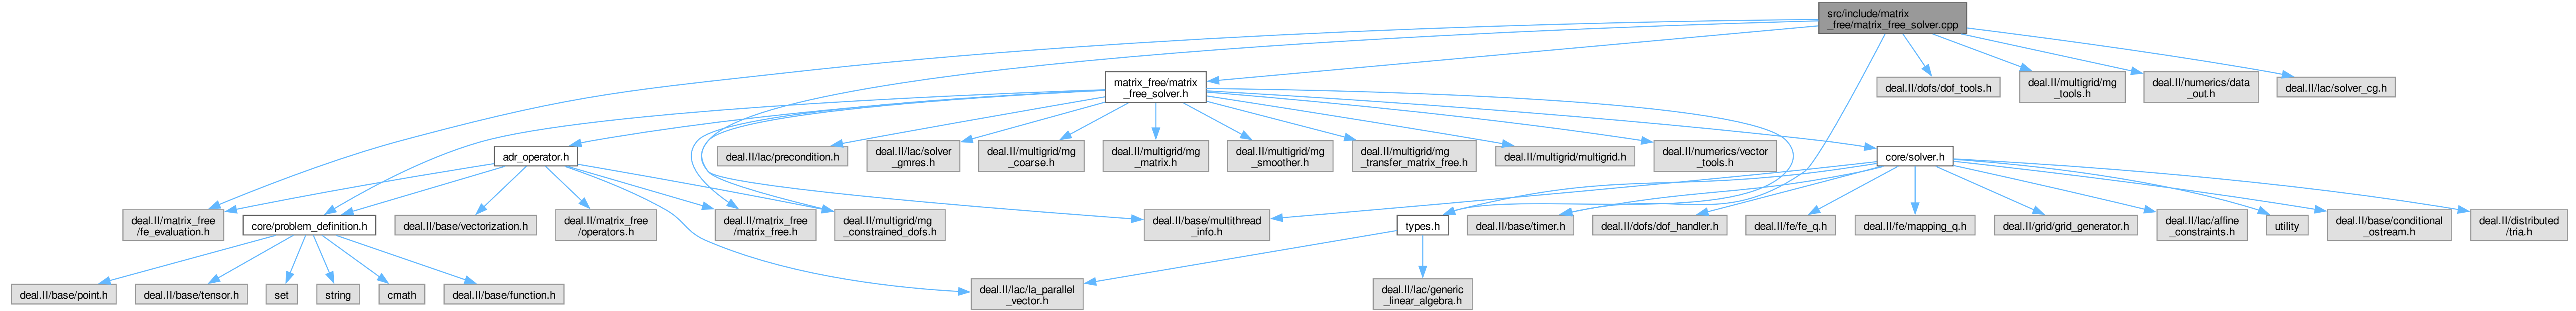 src/include/matrix
_free/matrix_free_solver.cpp
matrix_free/matrix
_free_solver.h
deal.II/dofs/dof_tools.h
deal.II/multigrid/mg
_tools.h
deal.II/numerics/data
_out.h
deal.II/lac/solver_cg.h
adr_operator.h
deal.II/lac/precondition.h
deal.II/lac/solver
_gmres.h
deal.II/multigrid/mg
_coarse.h
deal.II/multigrid/mg
_matrix.h
deal.II/multigrid/mg
_smoother.h
deal.II/multigrid/mg
_transfer_matrix_free.h
deal.II/multigrid/multigrid.h
deal.II/numerics/vector
_tools.h
core/solver.h
deal.II/matrix_free
/fe_evaluation.h
core/problem_definition.h
deal.II/base/vectorization.h
deal.II/matrix_free
/operators.h
deal.II/matrix_free
/matrix_free.h
deal.II/multigrid/mg
_constrained_dofs.h
deal.II/base/multithread
_info.h
types.h
deal.II/base/timer.h
deal.II/dofs/dof_handler.h
deal.II/fe/fe_q.h
deal.II/fe/mapping_q.h
deal.II/grid/grid_generator.h
deal.II/lac/affine
_constraints.h
utility
deal.II/base/conditional
_ostream.h
deal.II/distributed
/tria.h
deal.II/base/point.h
deal.II/base/tensor.h
set
string
cmath
deal.II/base/function.h
deal.II/lac/la_parallel
_vector.h
deal.II/lac/generic
_linear_algebra.h